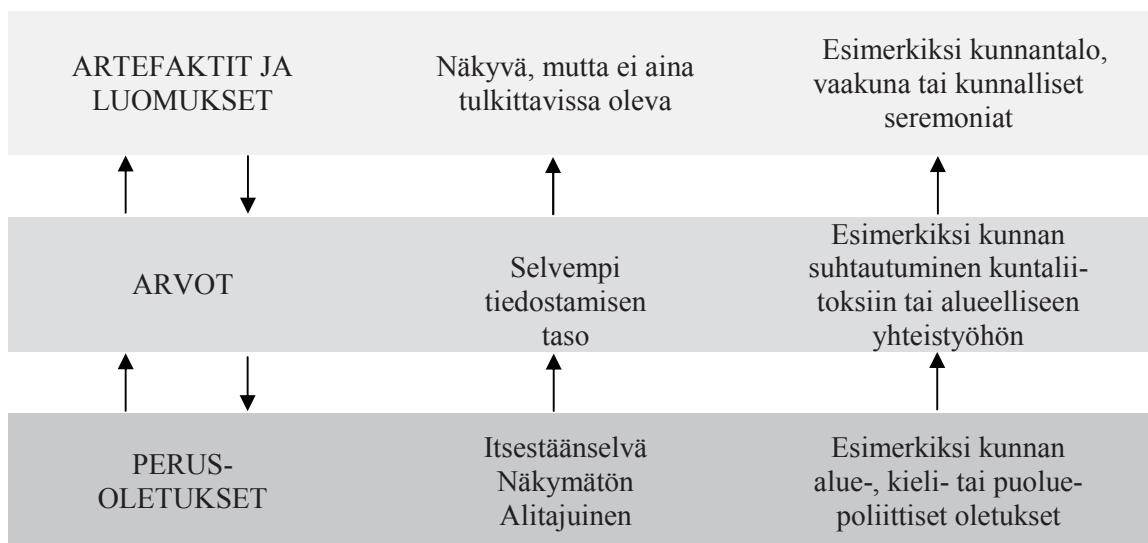 ARTEFAKTIT JA
LUOMUKSET
Näkyvä, mutta ei aina
tulkittavissa oleva
Esimerkiksi kunnantalo,
vaakuna tai kunnalliset
seremoniat
ARVOT
Selvempi
tiedostamisen
taso
Esimerkiksi kunnan
suhtautuminen kuntalii-
toksiin tai alueelliseen
yhteistyöhön
PERUS-
OLETUKSET
Itsestäänselvä
Näkymätön
Alitajuinen
Esimerkiksi kunnan
alue-, kieli- tai puolue-
poliittiset oletukset